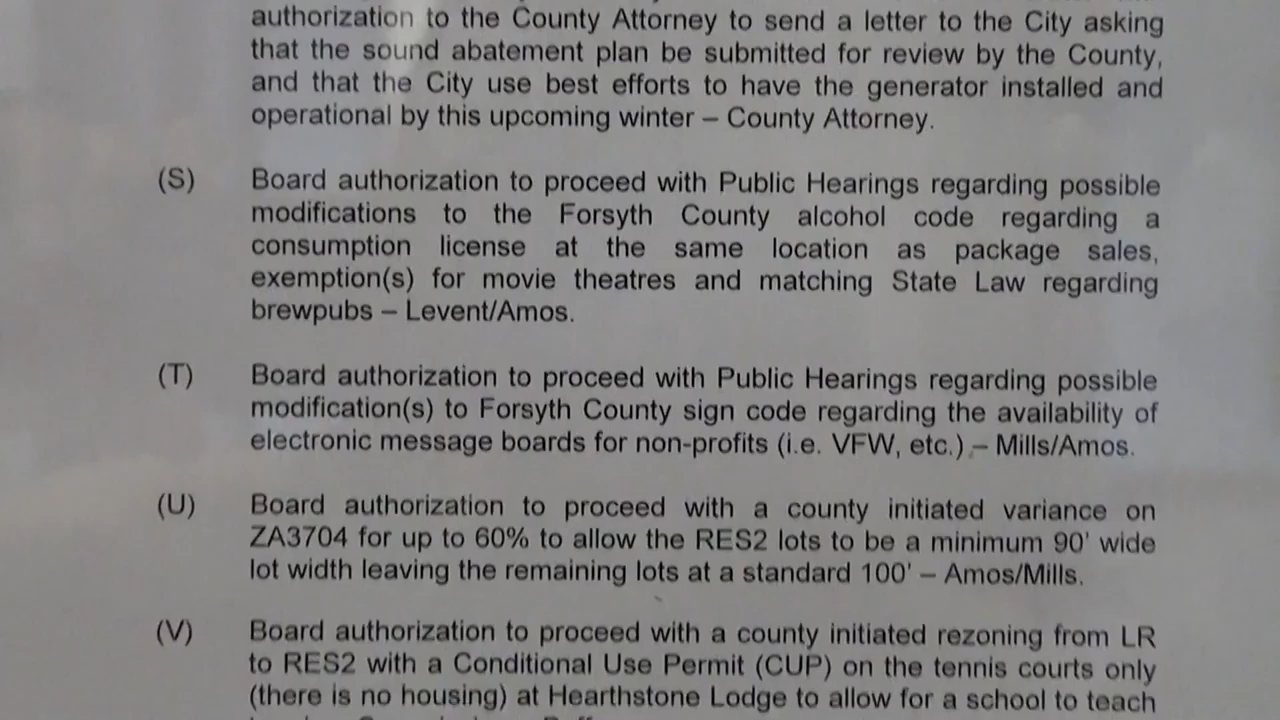 authorization to the County Attorney to send a letter to the City asking
that the sound abatement plan be submitted for review by the County,
and that the City use best efforts to have the generator installed and
operational by this upcoming winter – County Attorney.
(S) Board authorization to proceed with Public Hearings regarding possible
modifications to the Forsyth County alcohol code regarding a
consumption license at the same location as package sales,
exemption(s) for movie theatres and matching State Law regarding
brewpubs – Levent/Amos.
(T) Board authorization to proceed with Public Hearings regarding possible
modification(s) to Forsyth County sign code regarding the availability of
electronic message boards for non-profits (i.e. VFW, etc.) – Mills/Amos.
(U) Board authorization to proceed with a county initiated variance on
ZA3704 for up to 60% to allow the RES2 lots to be a minimum 90' wide
lot width leaving the remaining lots at a standard 100' – Amos/Mills.
(V) Board authorization to proceed with a county initiated rezoning from LR
to RES2 with a Conditional Use Permit (CUP) on the tennis courts only
(there is no housing) at Hearthstone Lodge to allow for a school to teach